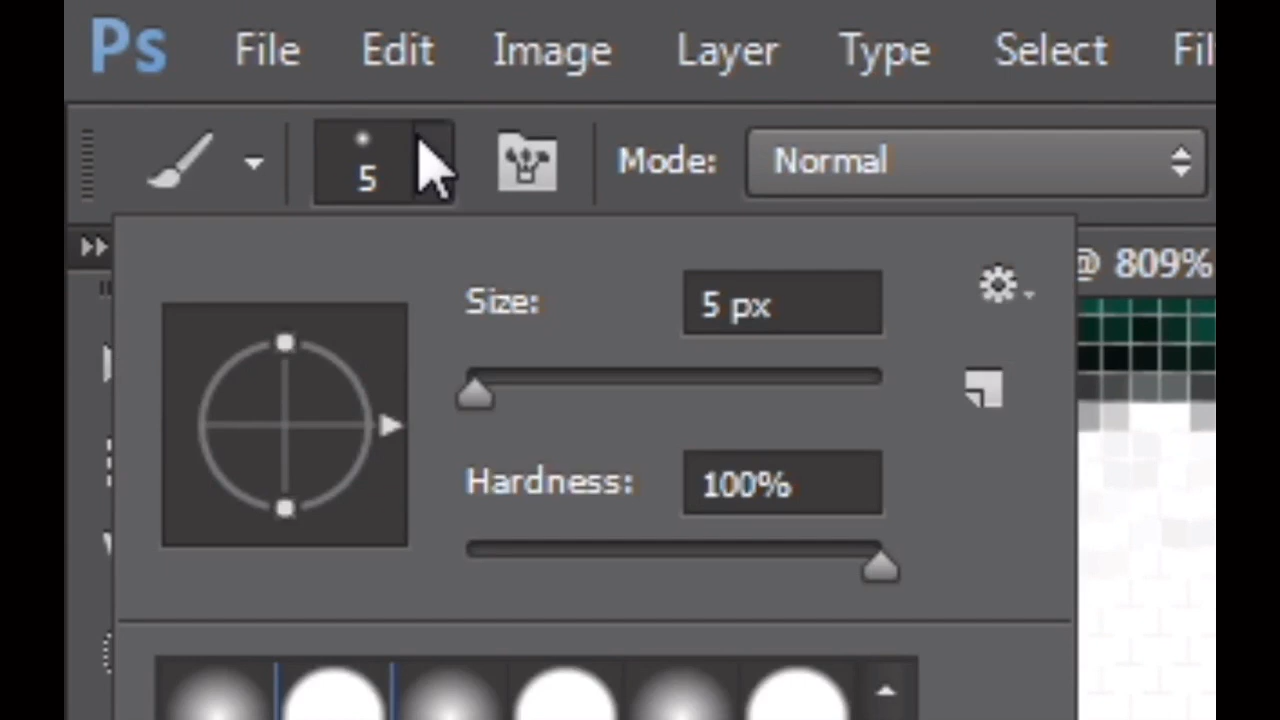 Ps File Edit Image Layer Type Select Fil
5 Mode: Normal
@ 809%
Size: 5 px
Hardness: 100%